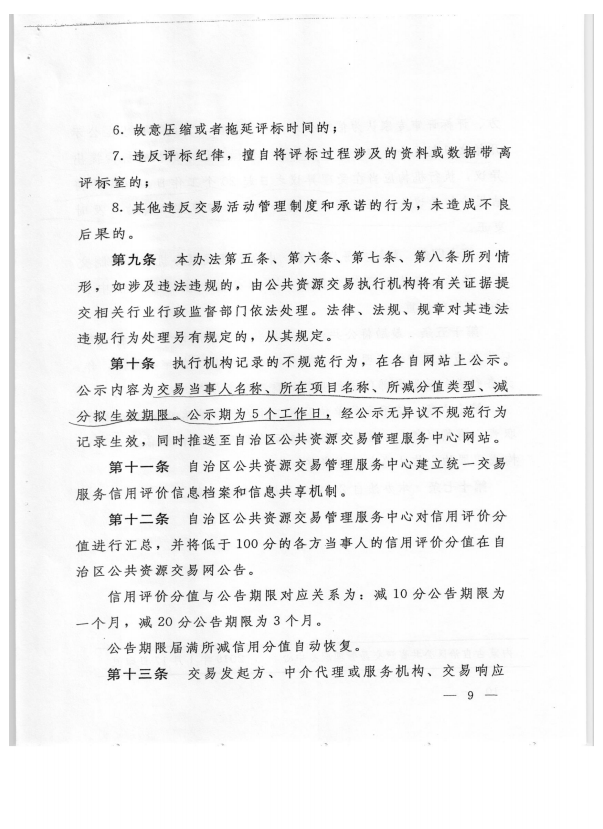 6. 故意压缩或者拖延评标时间的；
7. 违反评标纪律，擅自将评标过程涉及的资料或数据带离
评标室的；
8. 其他违反交易活动管理制度和承诺的行为，未造成不良
后果的。
第九条 本办法第五条、第六条、第七条、第八条所列情
形，如涉及违法违规的，由公共资源交易执行机构将有关证据提
交相关行业行政监督部门依法处理。法律、法规、规章对其违法
违规行为处理另有规定的，从其规定。
第十条 执行机构记录的不规范行为，在各自网站上公示。
公示内容为交易当事人名称、所在项目名称、所减分值类型、减
分拟生效期限。公示期为5个工作日，经公示无异议不规范行为
记录生效，同时推送至自治区公共资源交易管理服务中心网站。
第十一条 自治区公共资源交易管理服务中心建立统一交易
服务信用评价信息档案和信息共享机制。
第十二条 自治区公共资源交易管理服务中心对信用评价分
值进行汇总，并将低于100分的各方当事人的信用评价分值在自
治区公共资源交易网公告。
信用评价分值与公告期限对应关系为：减10分公告期限为
一个月，减20分公告期限为3个月。
公告期限届满所减信用分值自动恢复。
第十三条 交易发起方、中介代理或服务机构、交易响应
— 9 —